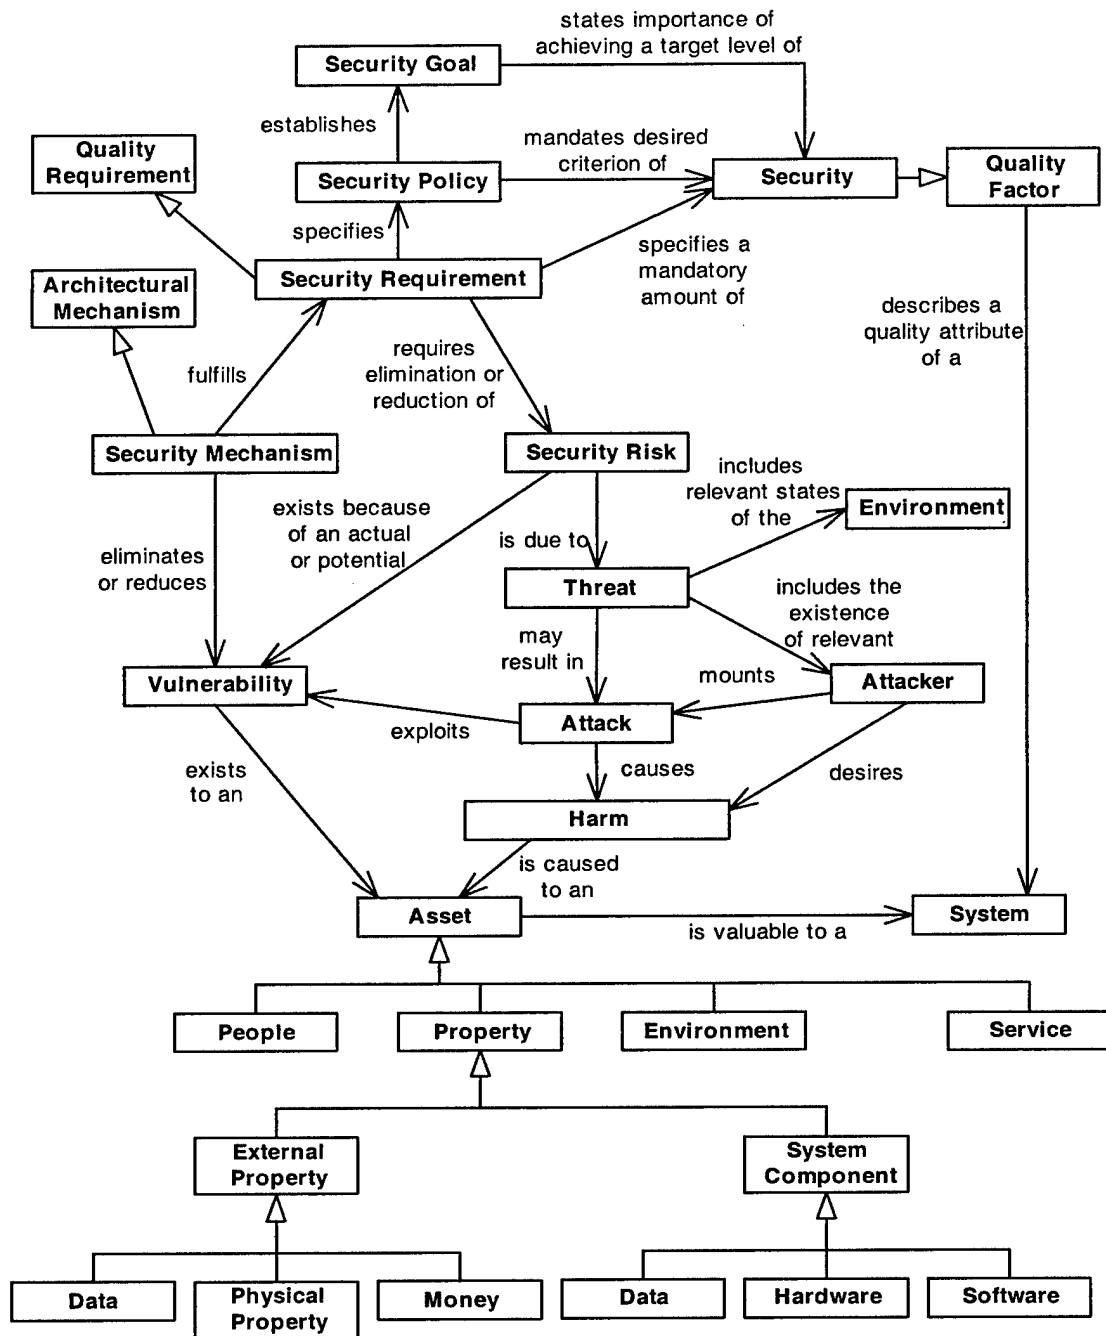 states importance of
achieving a target level of
Security Goal
establishes
mandates desired
criterion of
Quality
Requirement
Security Policy
Security
Quality
Factor
specifies
specifies a
mandatory
amount of
Security Requirement
Architectural
Mechanism
describes a
quality attribute
of a
requires
elimination or
reduction of
fulfills
Security Mechanism
Security Risk
includes
relevant states
of the
Environment
exists because
of an actual
or potential
is due to
eliminates
or reduces
Threat
includes the
existence
of relevant
may
result in
Vulnerability
mounts
Attacker
Attack
exploits
causes
desires
exists
to an
Harm
is caused
to an
Asset
is valuable to a
System
People
Property
Environment
Service
External
Property
System
Component
Data
Physical
Property
Money
Data
Hardware
Software